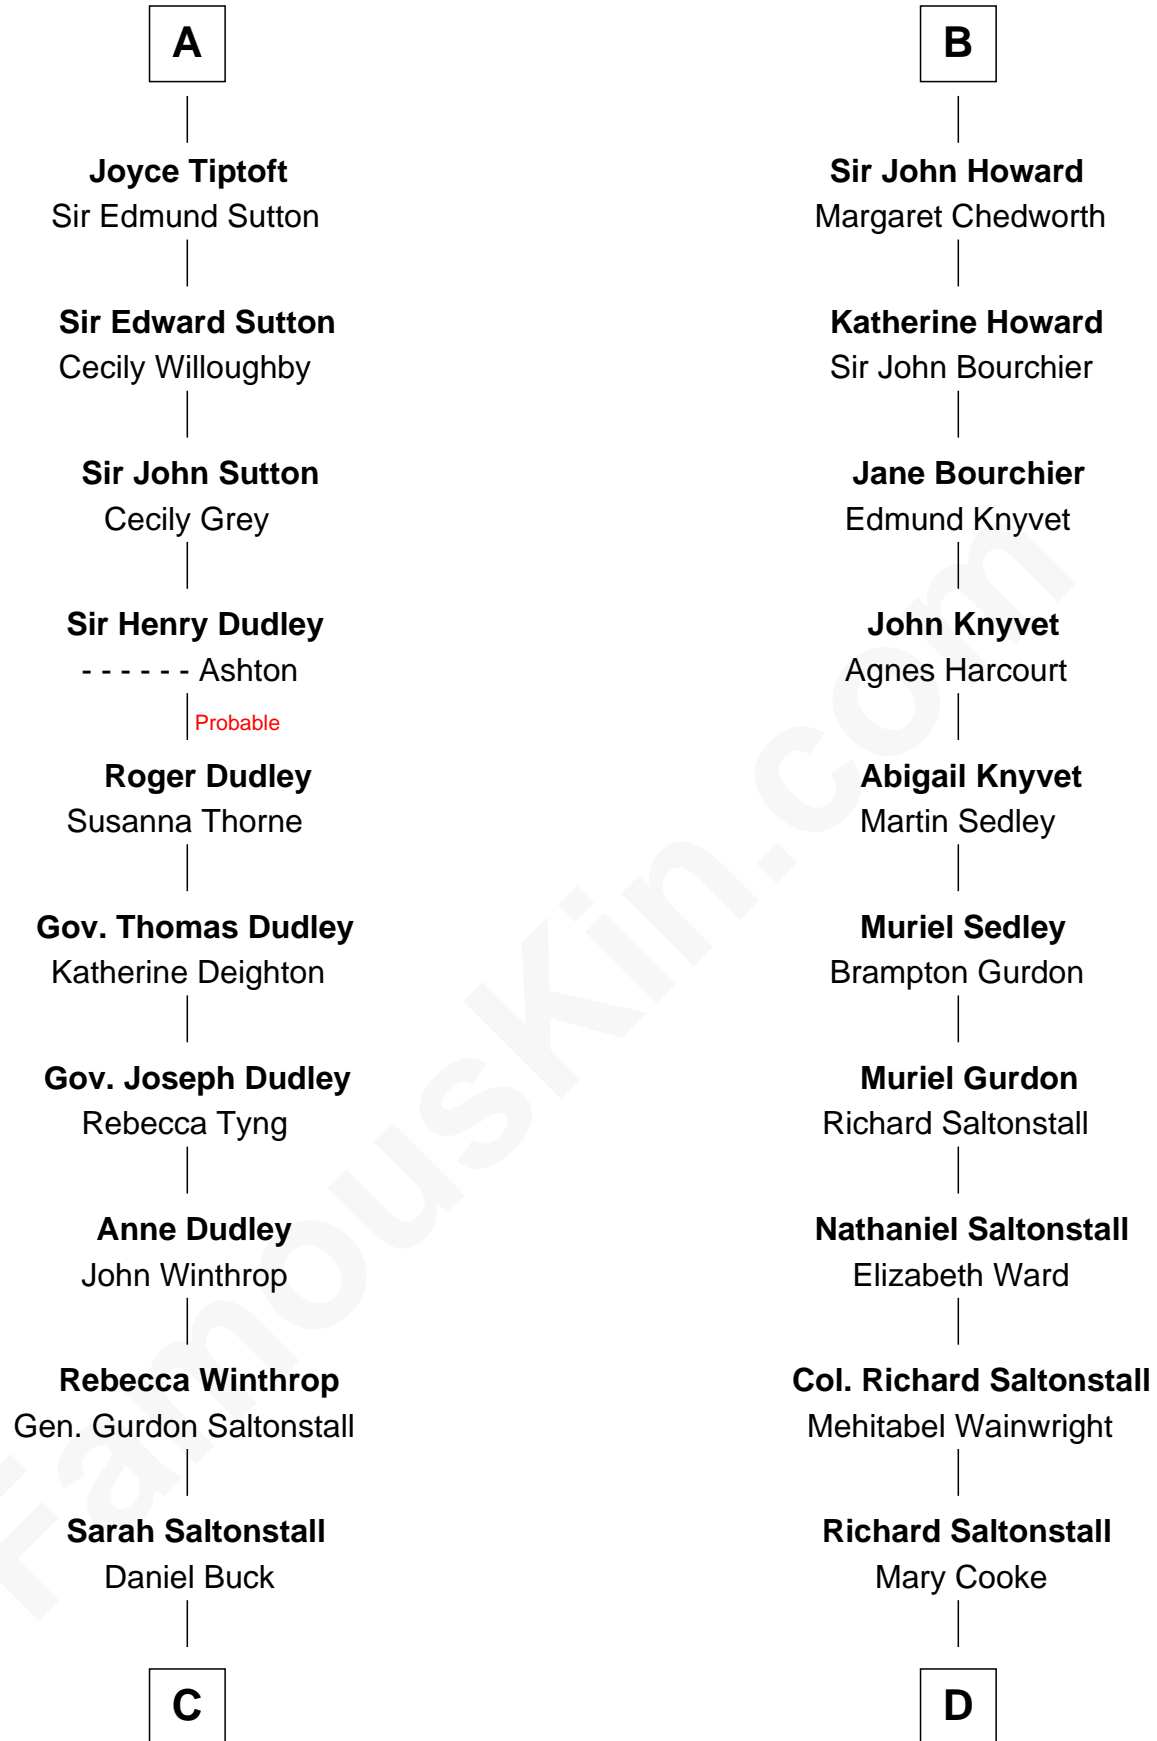 A
Joyce Tiptoft
Sir Edmund Sutton
Sir Edward Sutton
Cecily Willoughby
Sir John Sutton
Cecily Grey
Sir Henry Dudley
- - - - - - Ashton
Probable
Roger Dudley
Susanna Thorne
Gov. Thomas Dudley
Katherine Deighton
Gov. Joseph Dudley
Rebecca Tyng
Anne Dudley
John Winthrop
Rebecca Winthrop
Gen. Gurdon Saltonstall
Sarah Saltonstall
Daniel Buck
C
B
Sir John Howard
Margaret Chedworth
Katherine Howard
Sir John Bourchier
Jane Bourchier
Edmund Knyvet
John Knyvet
Agnes Harcourt
Abigail Knyvet
Martin Sedley
Muriel Sedley
Brampton Gurdon
Muriel Gurdon
Richard Saltonstall
Nathaniel Saltonstall
Elizabeth Ward
Col. Richard Saltonstall
Mehitabel Wainwright
Richard Saltonstall
Mary Cooke
D
FamousKin.com